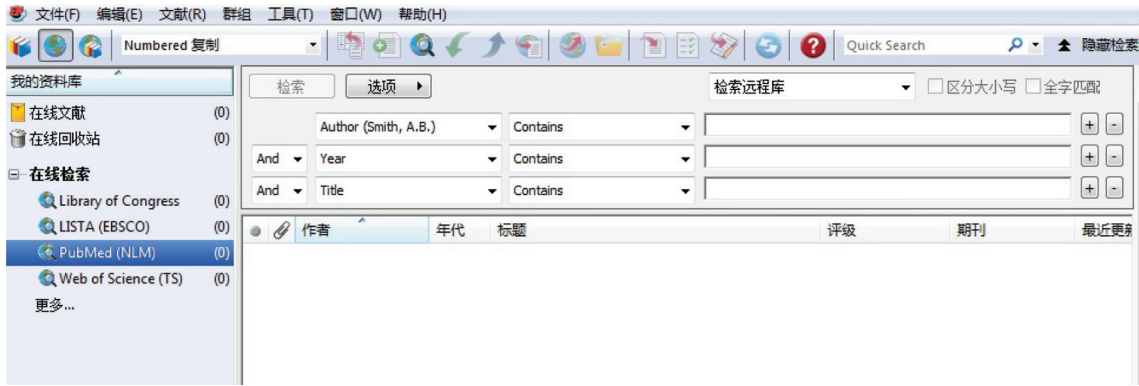 文件(F) 编辑(E) 文献(R) 群组 工具(T) 窗口(W) 帮助(H)
Numbered 复制 Quick Search 隐藏检索
我的资料库
在线文献 (0)
在线回收站 (0)
在线检索
Library of Congress (0)
LISTA (EBSCO) (0)
PubMed (NLM) (0)
Web of Science (TS) (0)
更多...
检索 选项 检索远程库 区分大小写 全字匹配
Author (Smith, A.B.) Contains + -
And Year Contains + -
And Title Contains + -
作者 年代 标题 评级 期刊 最近更新